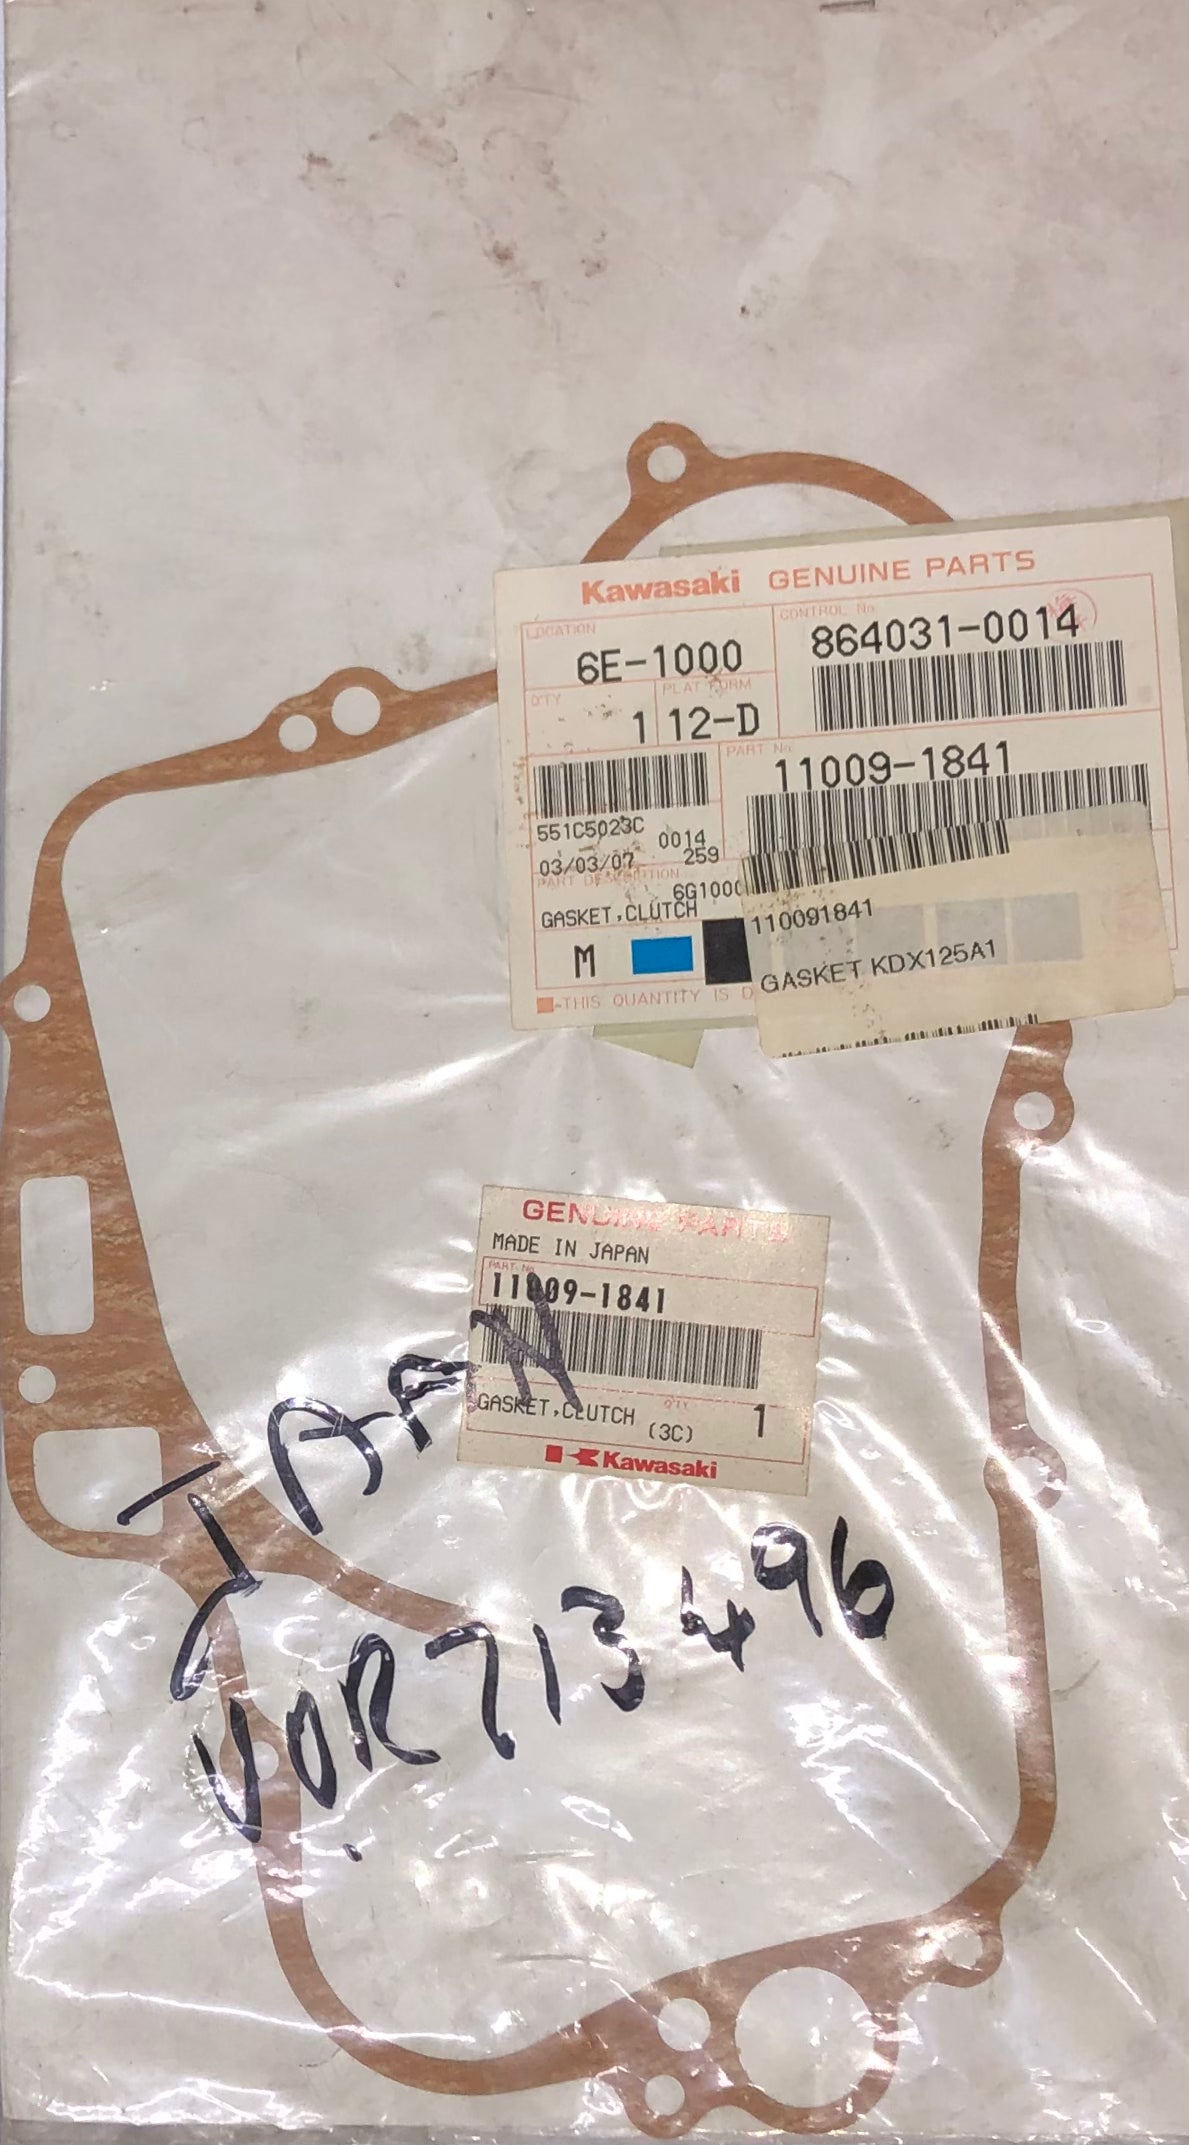 Kawasaki GENUINE PARTS
LOCATION
6E-1000
CONTROL No.
864031-0014
Q'TY
1
PLATFORM
12-D
PART No.
11009-1841
551C5023C
0014
03/03/07
259
PART DESCRIPTION
6G1000
GASKET,CLUTCH
M
110091841
GASKET KDX125A1
-THIS QUANTITY IS D
GENUINE PARTS
MADE IN JAPAN
PART No.
11009-1841
GASKET,CLUTCH
(3C)
Q'TY
1
Kawasaki
VOR713496